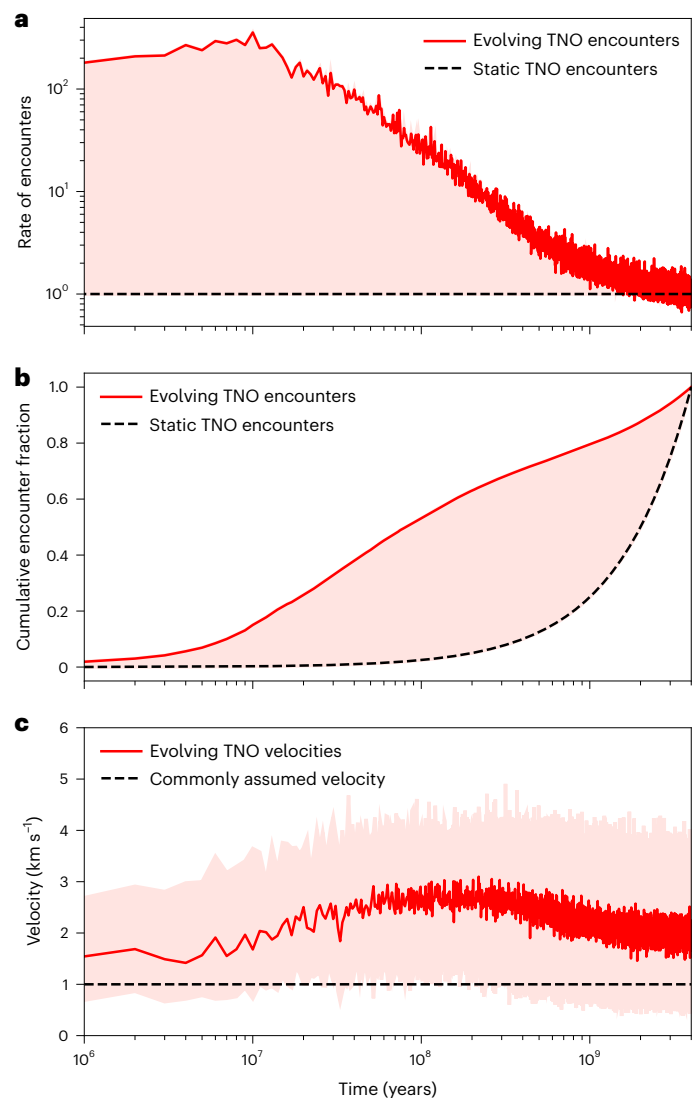 a
Evolving TNO encounters
Static TNO encounters
Rate of encounters
10²
10¹
10⁰
b
Evolving TNO encounters
Static TNO encounters
Cumulative encounter fraction
1.0
0.8
0.6
0.4
0.2
0
c
Evolving TNO velocities
Commonly assumed velocity
Velocity (km s⁻¹)
6
5
4
3
2
1
0
10⁶
10⁷
10⁸
10⁹
Time (years)